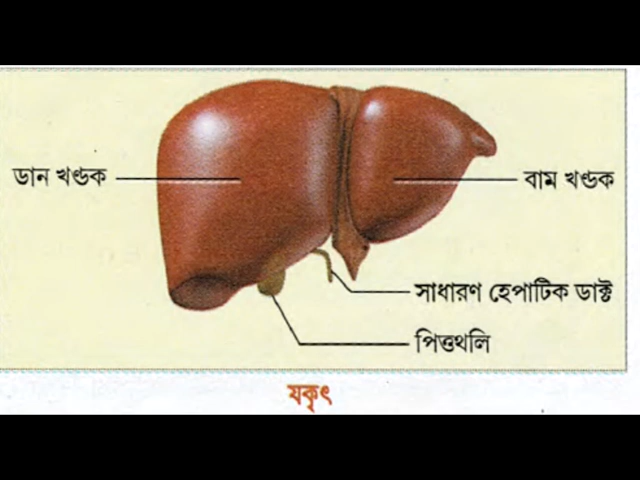 ডান খণ্ডক
বাম খণ্ডক
সাধারণ হেপাটিক ডাক্ট
পিত্তথলি
যকৃৎ